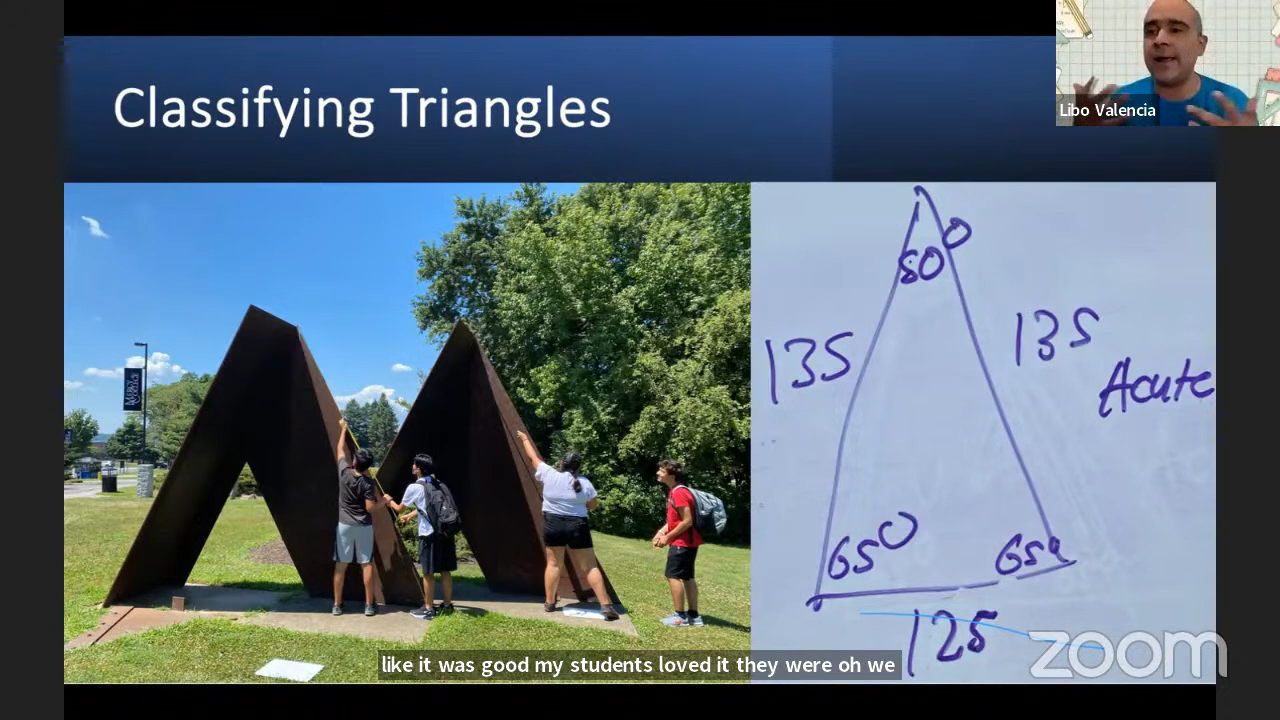 Classifying Triangles
Libo Valencia
50°
135
135
Acute
65°
65°
125
like it was good my students loved it they were oh we
zoom